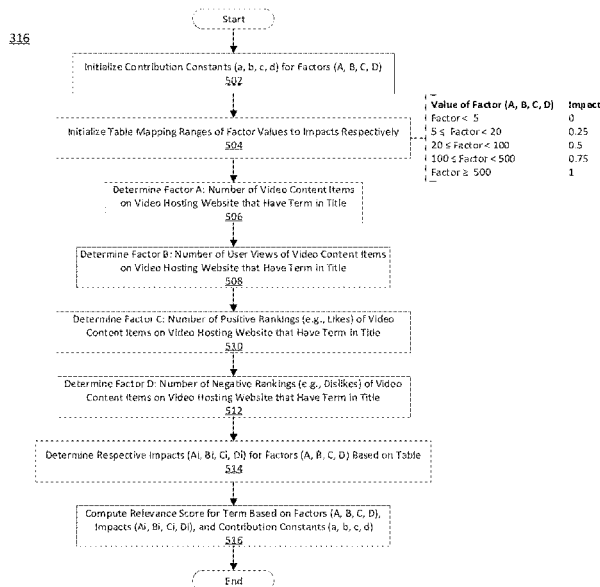 Start
316
Initialize Contribution Constants (a, b, c, d) for Factors (A, B, C, D)
502
Initialize Table Mapping Ranges of Factor Values to Impacts Respectively
504
Value of Factor (A, B, C, D) Impact
Factor < 5 0
5 ≤ Factor < 20 0.25
20 ≤ Factor < 100 0.5
100 ≤ Factor < 500 0.75
Factor ≥ 500 1
Determine Factor A: Number of Video Content Items
on Video Hosting Website that Have Term in Title
506
Determine Factor B: Number of User Views of Video Content Items
on Video Hosting Website that Have Term in Title
508
Determine Factor C: Number of Positive Rankings (e.g., Likes) of Video
Content Items on Video Hosting Website that Have Term in Title
510
Determine Factor D: Number of Negative Rankings (e.g., Dislikes) of Video
Content Items on Video Hosting Website that Have Term in Title
512
Determine Respective Impacts (Ai, Bi, Ci, Di) for Factors (A, B, C, D) Based on Table
514
Compute Relevance Score for Term Based on Factors (A, B, C, D),
Impacts (Ai, Bi, Ci, Di), and Contribution Constants (a, b, c, d)
516
End